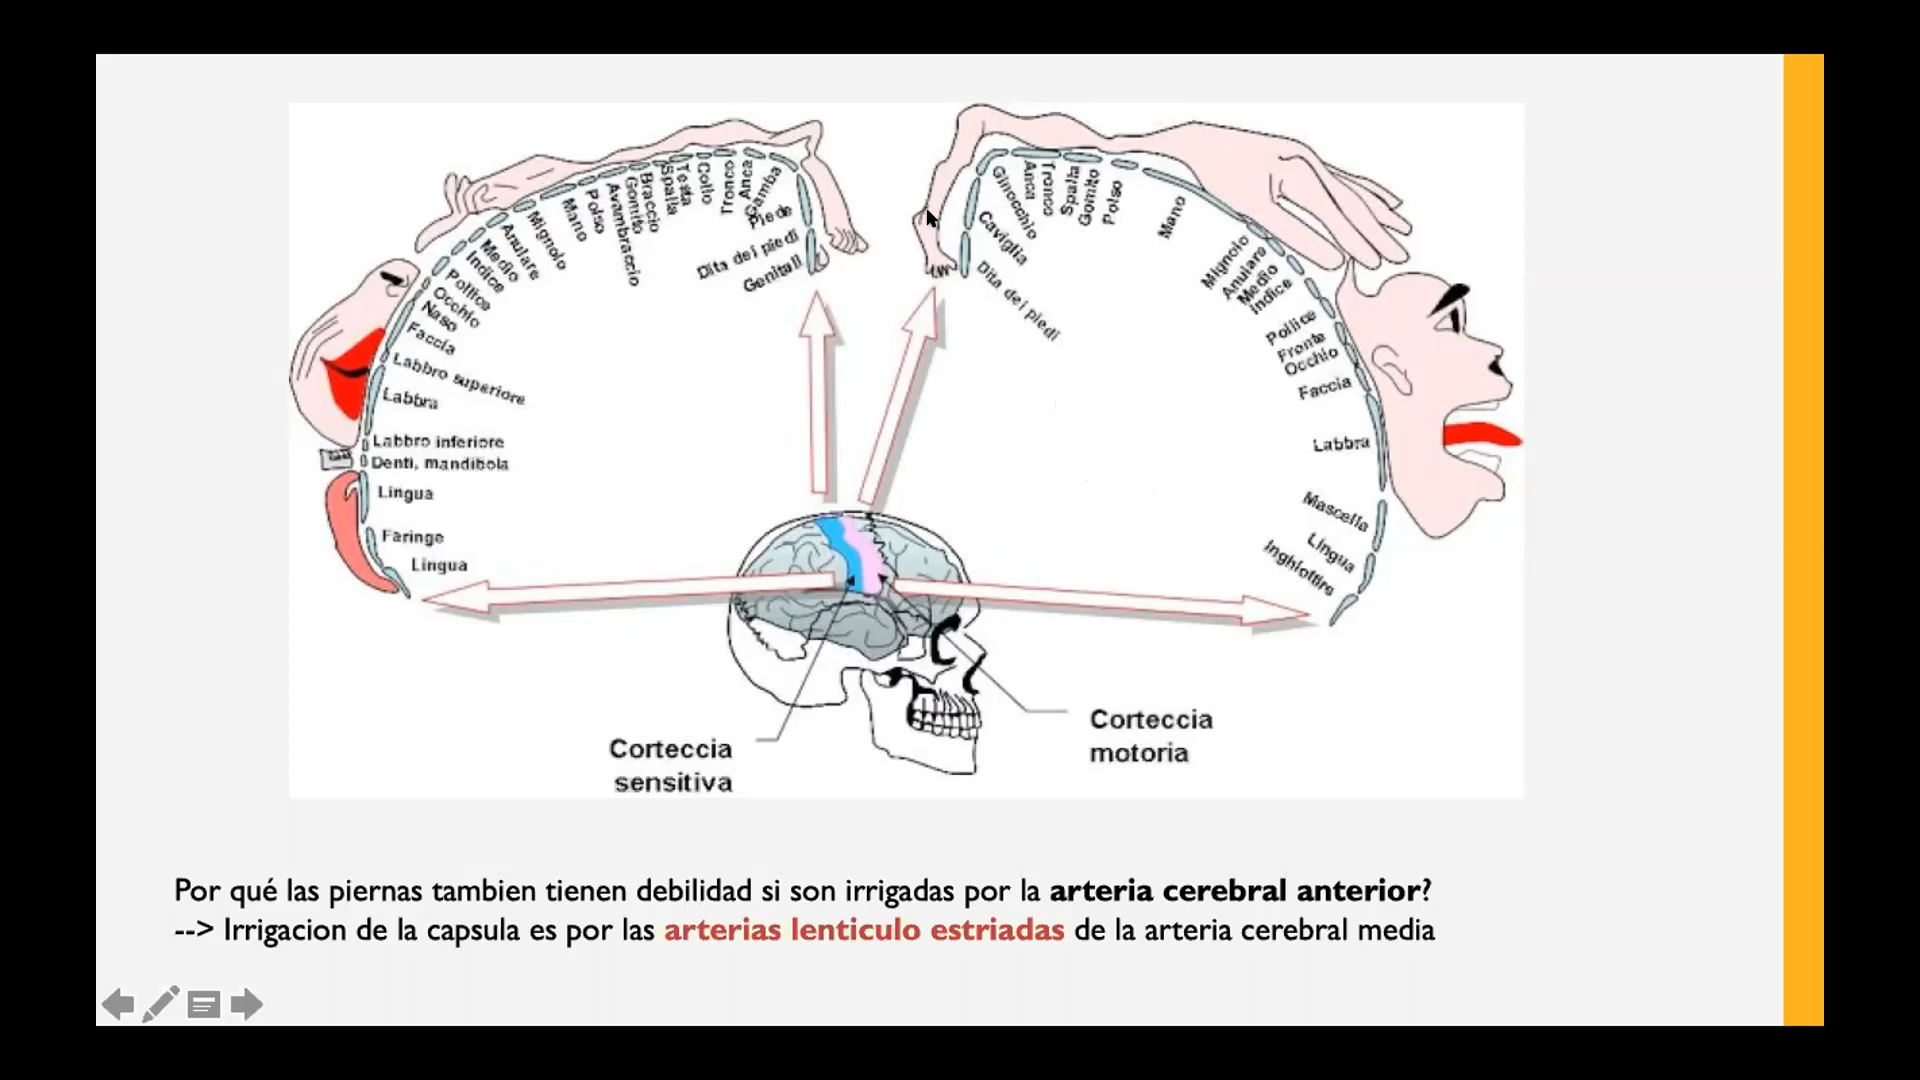 Lingua
Faringe
Lingua
Denti, mandibola
Labbro inferiore
Labbra
Labbro superiore
Faccia
Naso
Occhio
Pollice
Indice
Medio
Anulare
Mignolo
Mano
Polso
Avambraccio
Gomito
Braccio
Spalla
Testa
Collo
Tronco
Anca
Gamba
Piede
Dita dei piedi
Genitali
Dita dei piedi
Caviglia
Ginocchio
Anca
Tronco
Spalla
Gomito
Polso
Mano
Mignolo
Anulare
Medio
Indice
Pollice
Fronte
Occhio
Faccia
Labbra
Mascella
Lingua
Inghiottire
Corteccia
sensitiva
Corteccia
motoria
Por qué las piernas tambien tienen debilidad si son irrigadas por la arteria cerebral anterior?
--> Irrigacion de la capsula es por las arterias lenticulo estriadas de la arteria cerebral media